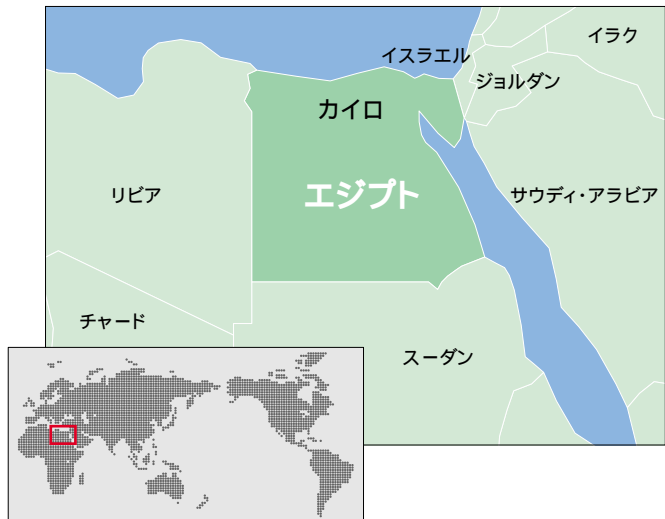 イラク
イスラエル
ジョルダン
カイロ
エジプト
リビア
サウディ・アラビア
チャード
スーダン